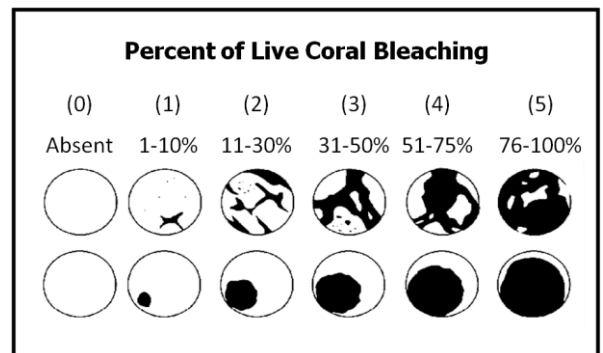 Percent of Live Coral Bleaching
(0) (1) (2) (3) (4) (5)
Absent 1-10% 11-30% 31-50% 51-75% 76-100%